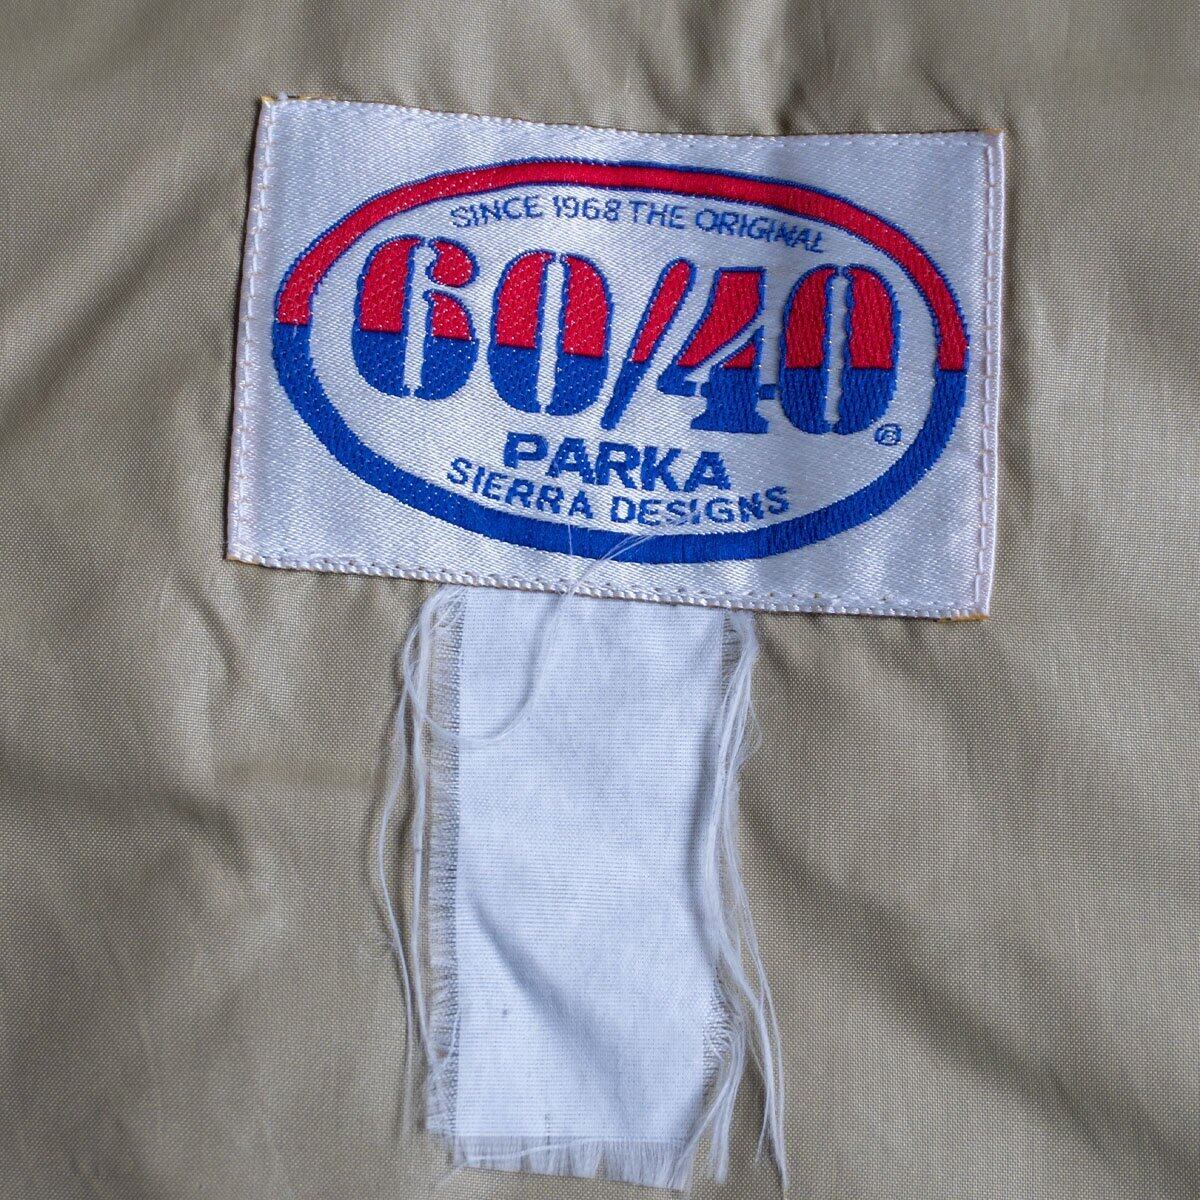 SINCE 1968 THE ORIGINAL
60/40®
PARKA
SIERRA DESIGNS